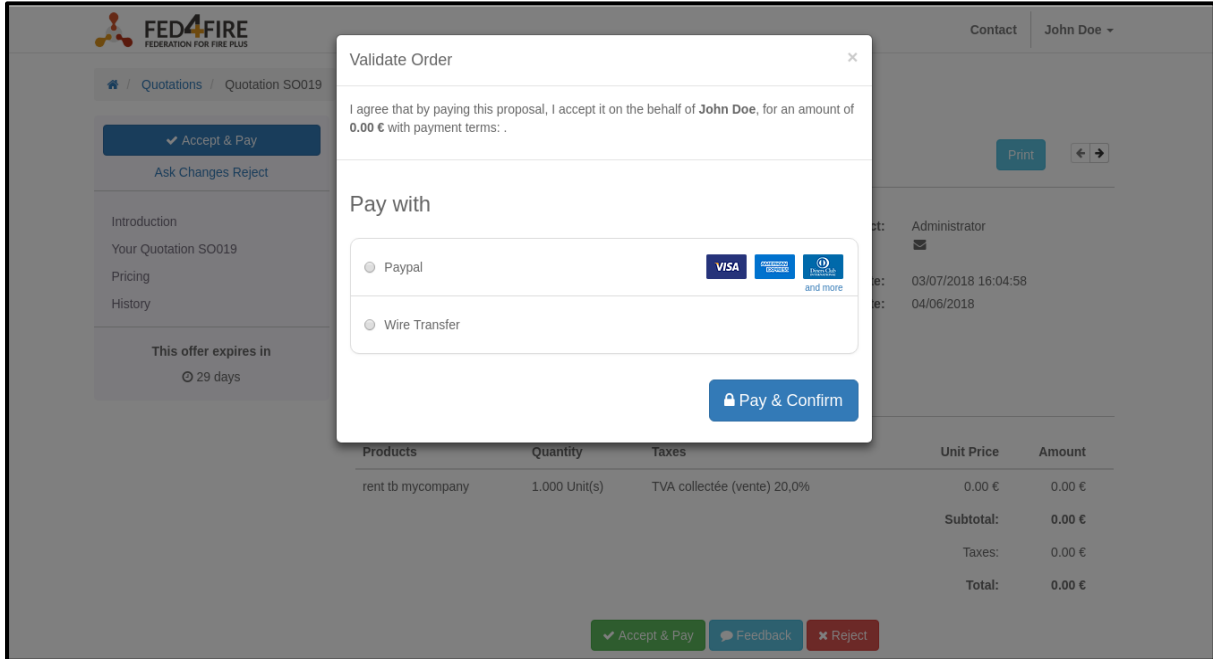 FED4FIRE
FEDERATION FOR FIRE PLUS
Contact
John Doe
/ Quotations / Quotation SO019
Accept & Pay
Ask Changes Reject
Introduction
Your Quotation SO019
Pricing
History
This offer expires in
29 days
Validate Order
×
I agree that by paying this proposal, I accept it on the behalf of John Doe, for an amount of
0.00 € with payment terms: .
Pay with
Paypal
VISA
AMERICAN EXPRESS
Diners Club
INTERNATIONAL
and more
Wire Transfer
Pay & Confirm
Print
ct: Administrator
te: 03/07/2018 16:04:58
te: 04/06/2018
Products Quantity Taxes Unit Price Amount
rent tb mycompany 1.000 Unit(s) TVA collectée (vente) 20,0% 0.00 € 0.00 €
Subtotal: 0.00 €
Taxes: 0.00 €
Total: 0.00 €
Accept & Pay Feedback Reject